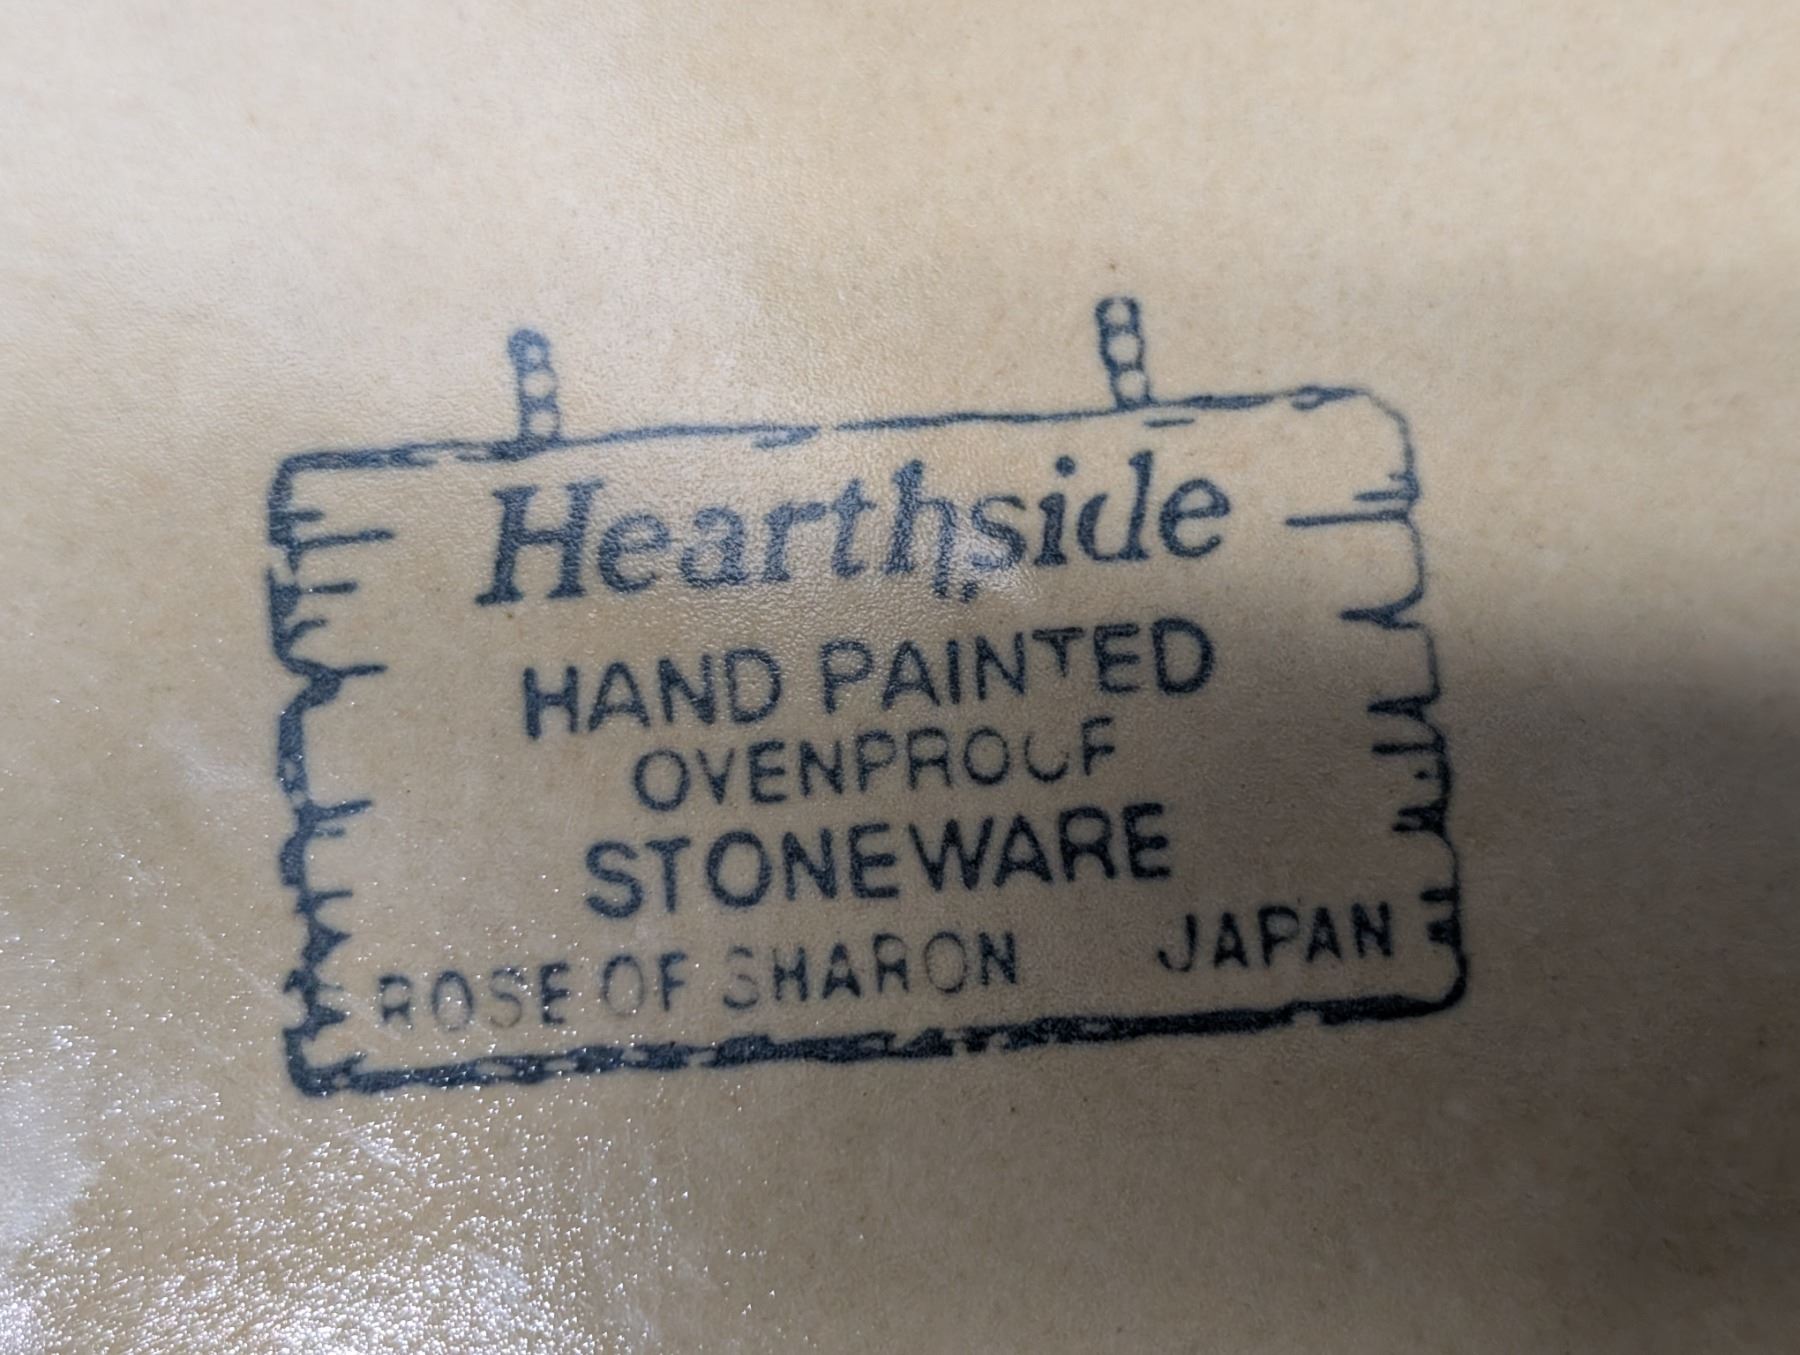 Hearthside
HAND PAINTED
OVENPROOF
STONEWARE
ROSE OF SHARON JAPAN